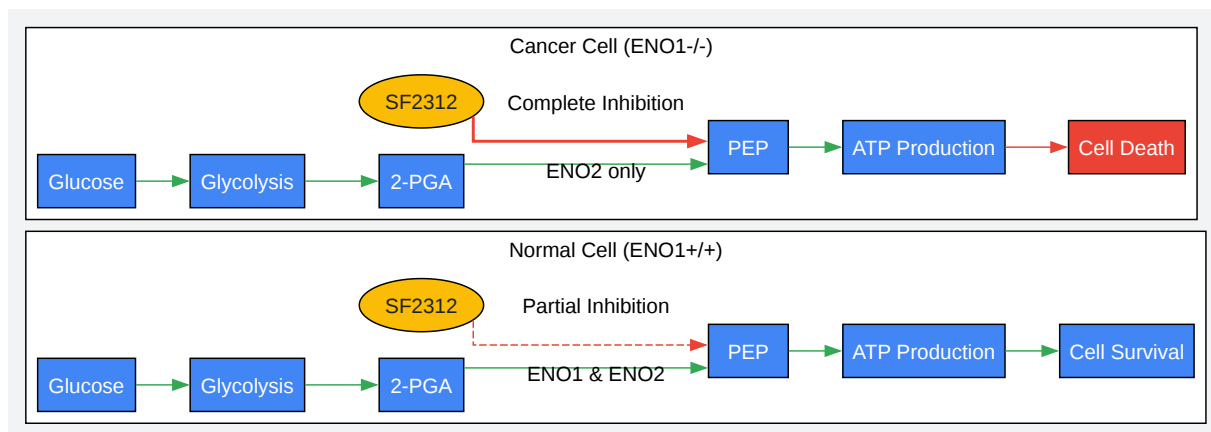 Cancer Cell (ENO1-/-)
SF2312
Complete Inhibition
PEP
ATP Production
Cell Death
Glucose
Glycolysis
2-PGA
ENO2 only
Normal Cell (ENO1+/+)
SF2312
Partial Inhibition
PEP
ATP Production
Cell Survival
Glucose
Glycolysis
2-PGA
ENO1 & ENO2